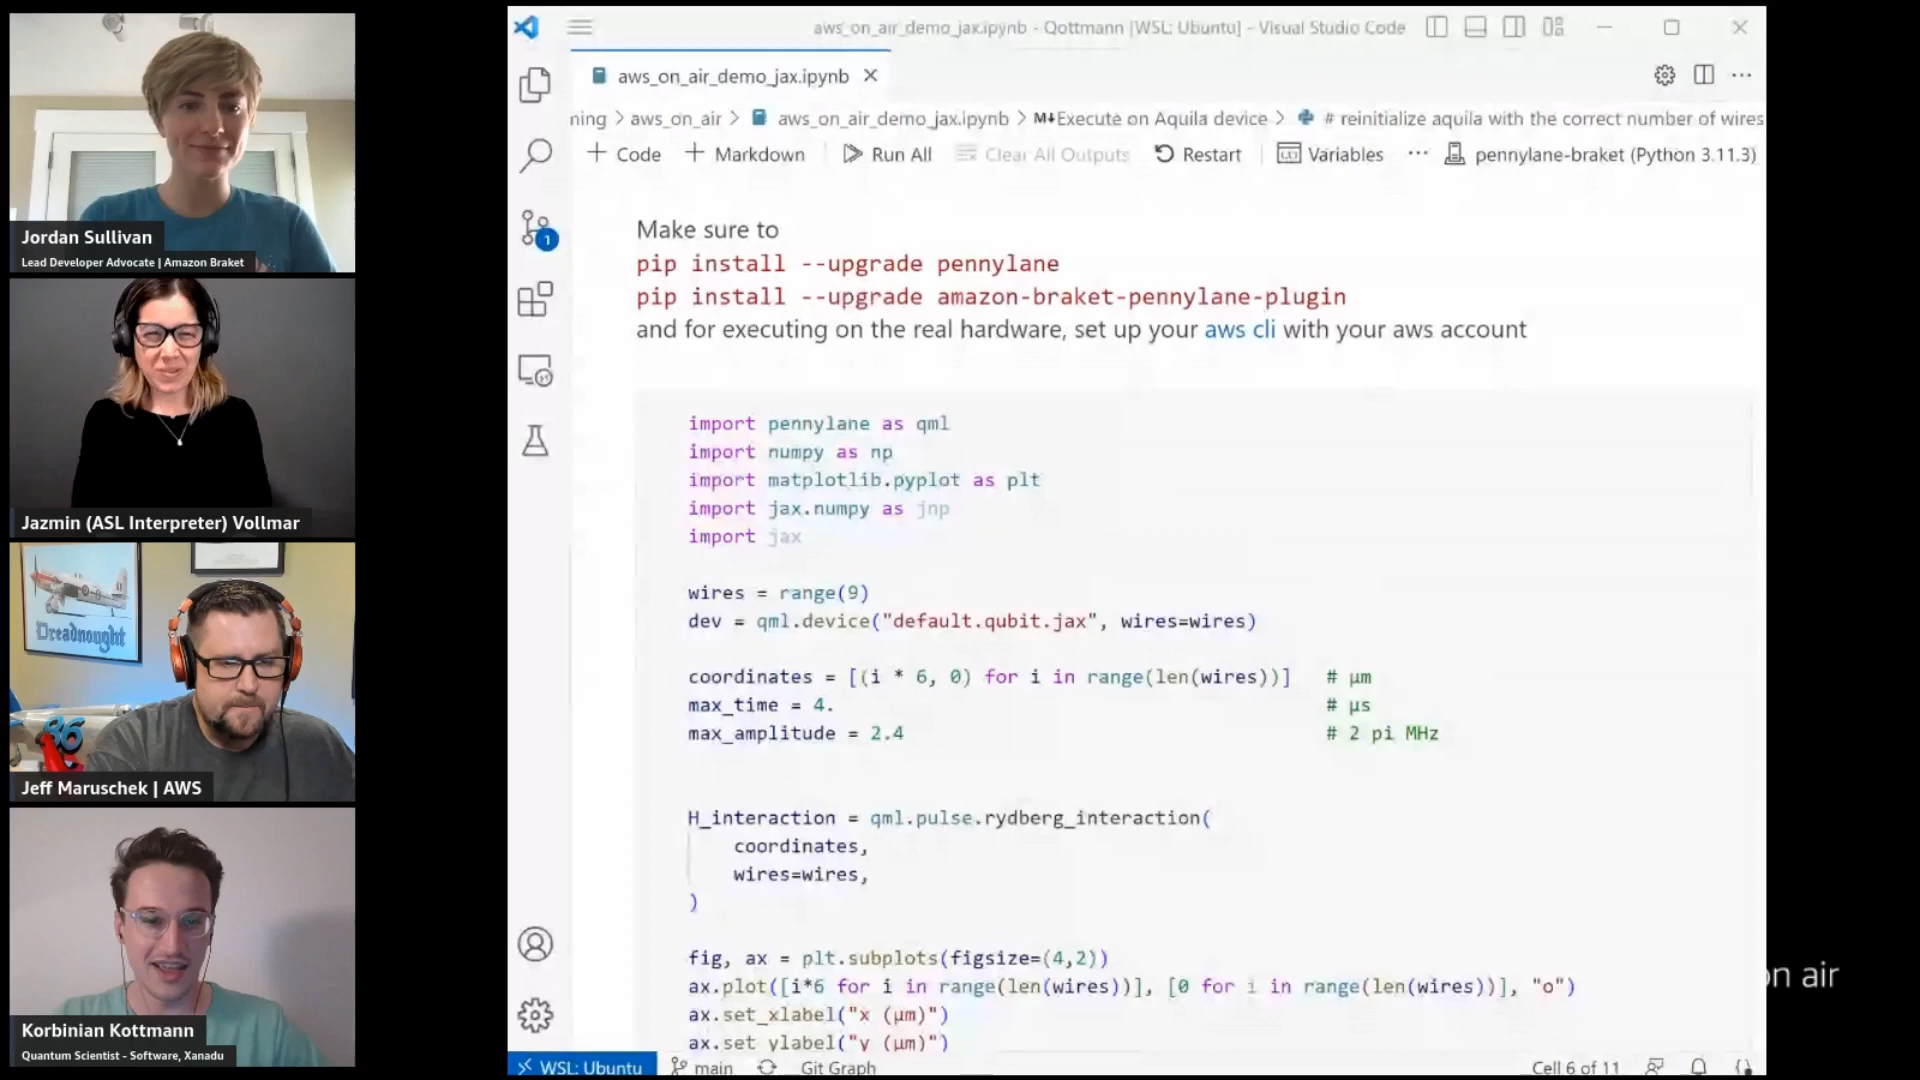 Jordan Sullivan
Lead Developer Advocate | Amazon Braket
Jazmin (ASL Interpreter) Vollmar
Dreadnought
86
Jeff Maruschek | AWS
Korbinian Kottmann
Quantum Scientist - Software, Xanadu
aws_on_air_demo_jax.ipynb - Qottmann [WSL: Ubuntu] - Visual Studio Code
aws_on_air_demo_jax.ipynb
ning > aws_on_air > aws_on_air_demo_jax.ipynb > M↓Execute on Aquila device > # reinitialize aquila with the correct number of wires
+ Code + Markdown Run All Clear All Outputs Restart Variables ··· pennylane-braket (Python 3.11.3)
1
Make sure to
pip install --upgrade pennylane
pip install --upgrade amazon-braket-pennylane-plugin
and for executing on the real hardware, set up your aws cli with your aws account
import pennylane as qml
import numpy as np
import matplotlib.pyplot as plt
import jax.numpy as jnp
import jax
wires = range(9)
dev = qml.device("default.qubit.jax", wires=wires)
coordinates = [(i * 6, 0) for i in range(len(wires))] # μm
max_time = 4. # μs
max_amplitude = 2.4 # 2 pi MHz
H_interaction = qml.pulse.rydberg_interaction(
coordinates,
wires=wires,
)
fig, ax = plt.subplots(figsize=(4,2))
ax.plot([i*6 for i in range(len(wires))], [0 for i in range(len(wires))], "o")
ax.set_xlabel("x (μm)")
ax.set_ylabel("y (μm)")
WSL: Ubuntu main Git Graph Cell 6 of 11
on air